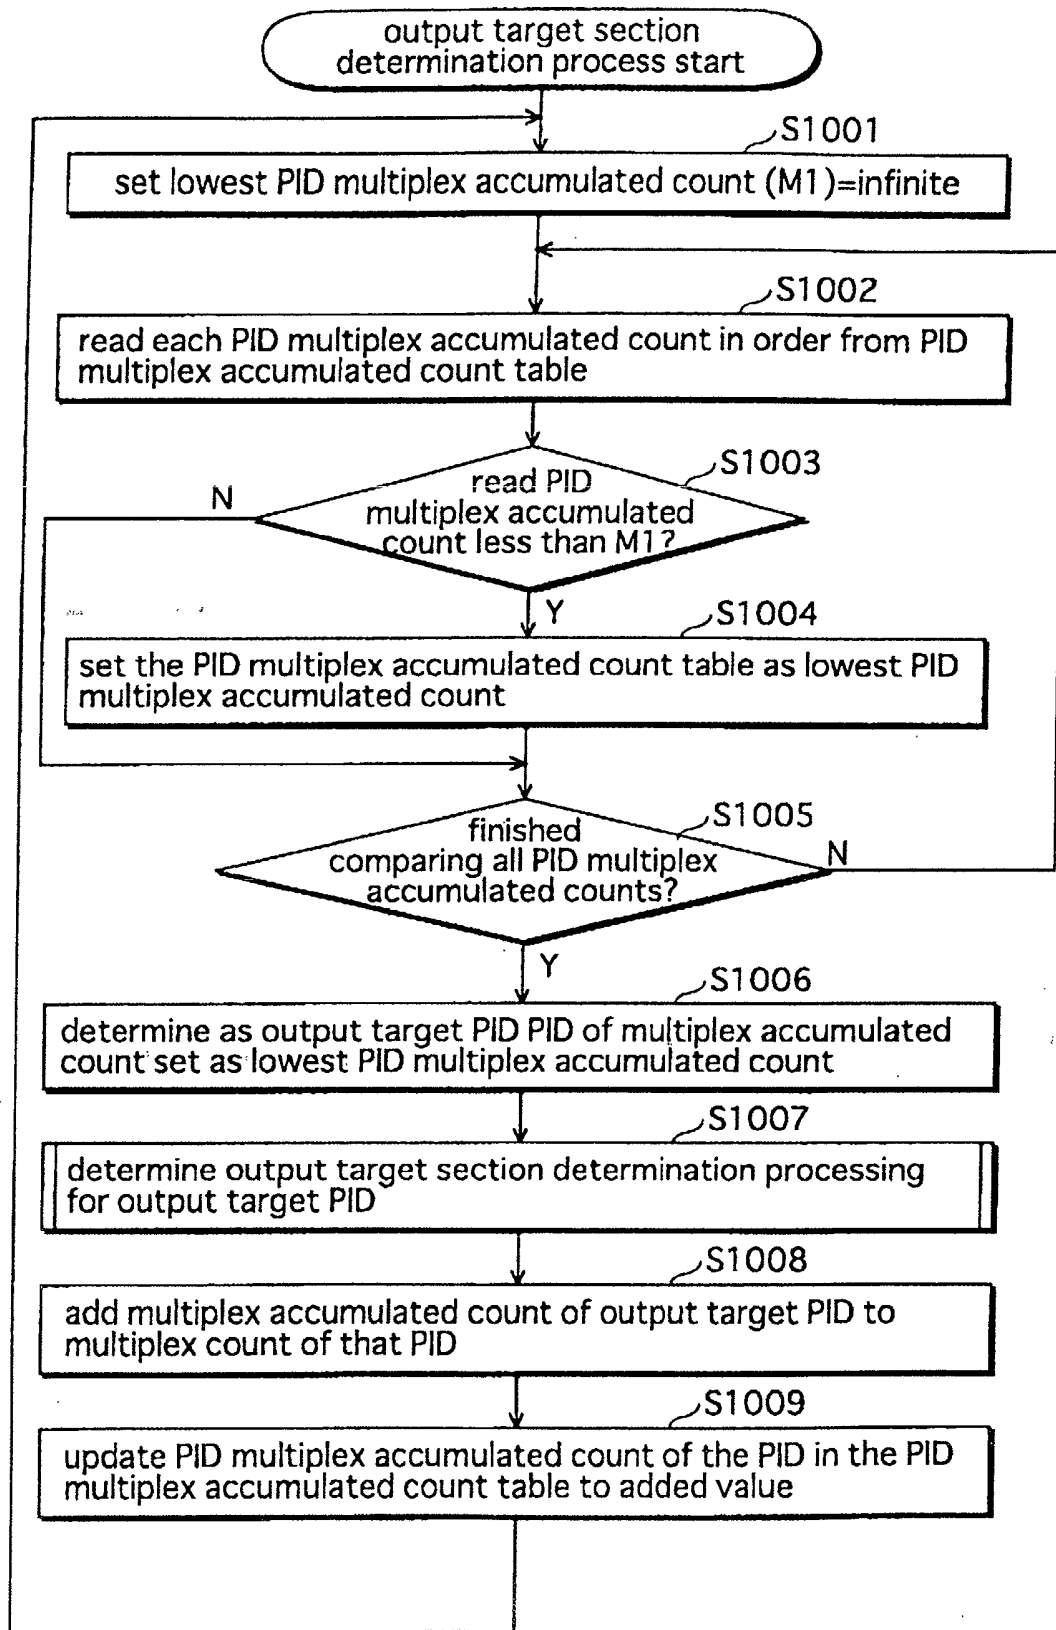 output target section
determination process start
S1001
set lowest PID multiplex accumulated count (M1)=infinite
S1002
read each PID multiplex accumulated count in order from PID
multiplex accumulated count table
S1003
N
read PID
multiplex accumulated
count less than M1?
Y
S1004
set the PID multiplex accumulated count table as lowest PID
multiplex accumulated count
S1005
finished
comparing all PID multiplex
accumulated counts?
N
Y
S1006
determine as output target PID PID of multiplex accumulated
count set as lowest PID multiplex accumulated count
S1007
determine output target section determination processing
for output target PID
S1008
add multiplex accumulated count of output target PID to
multiplex count of that PID
S1009
update PID multiplex accumulated count of the PID in the PID
multiplex accumulated count table to added value